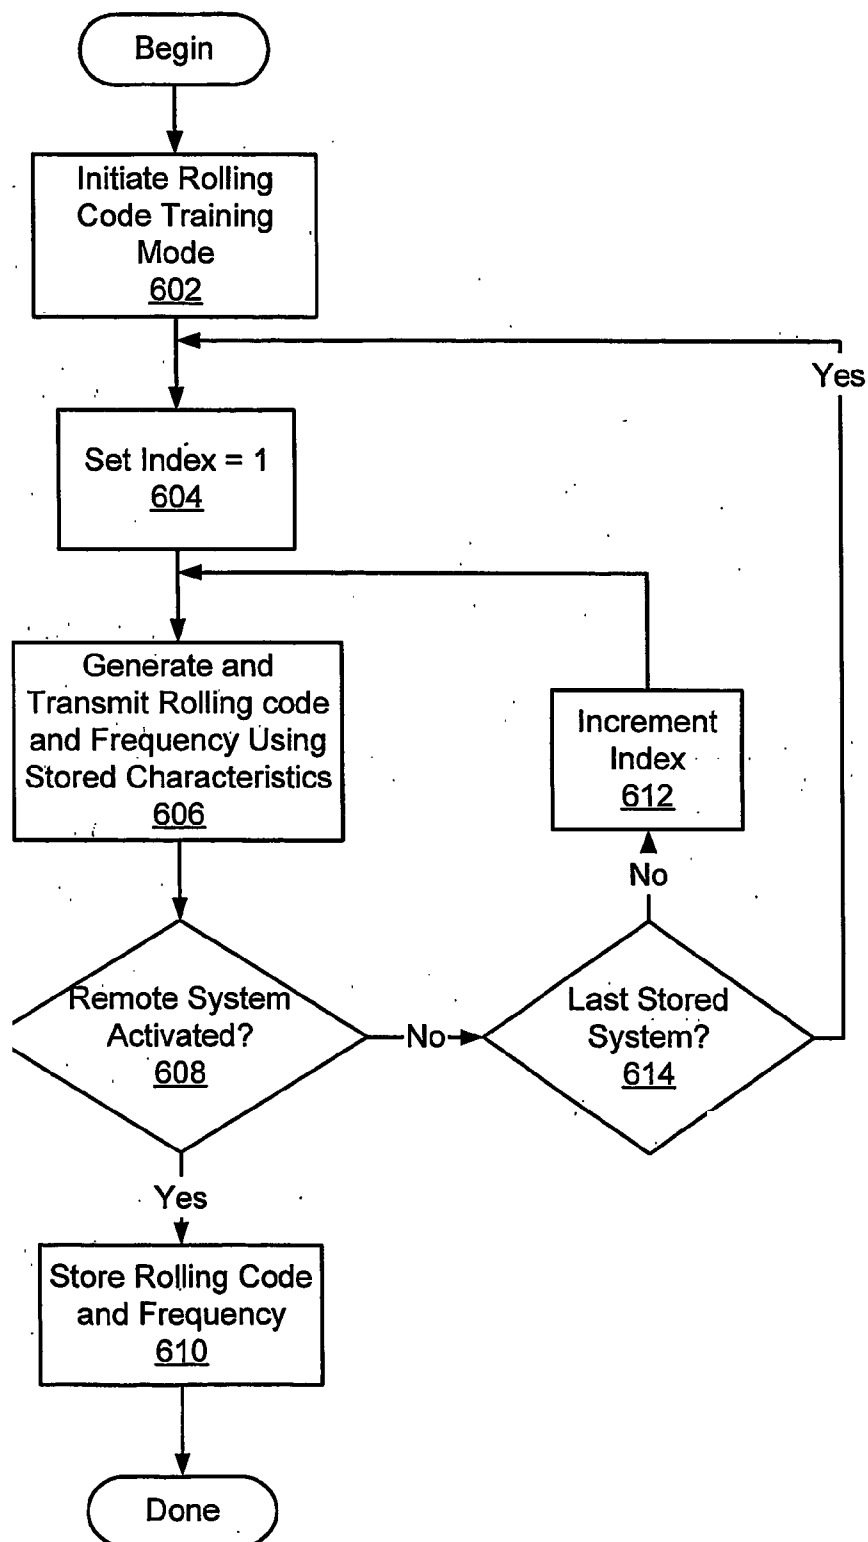 Begin
Initiate Rolling
Code Training
Mode
602
Yes
Set Index = 1
604
Generate and
Transmit Rolling code
and Frequency Using
Stored Characteristics
606
Increment
Index
612
No
Remote System
Activated?
608
No
Last Stored
System?
614
Yes
Store Rolling Code
and Frequency
610
Done